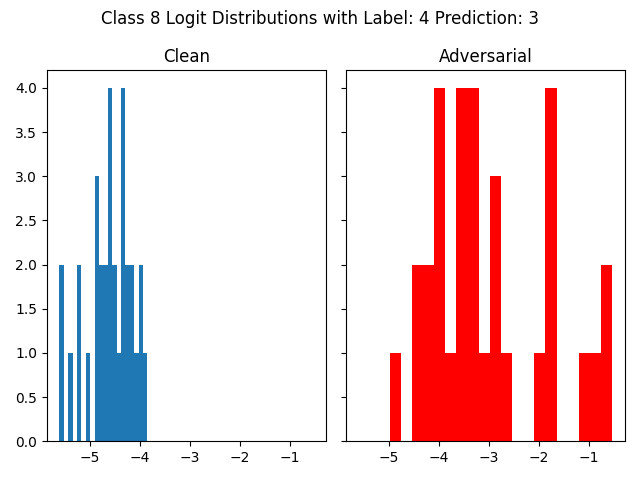 Class 8 Logit Distributions with Label: 4 Prediction: 3
Clean
Adversarial
4.0
3.5
3.0
2.5
2.0
1.5
1.0
0.5
0.0
−5 −4 −3 −2 −1
−5 −4 −3 −2 −1